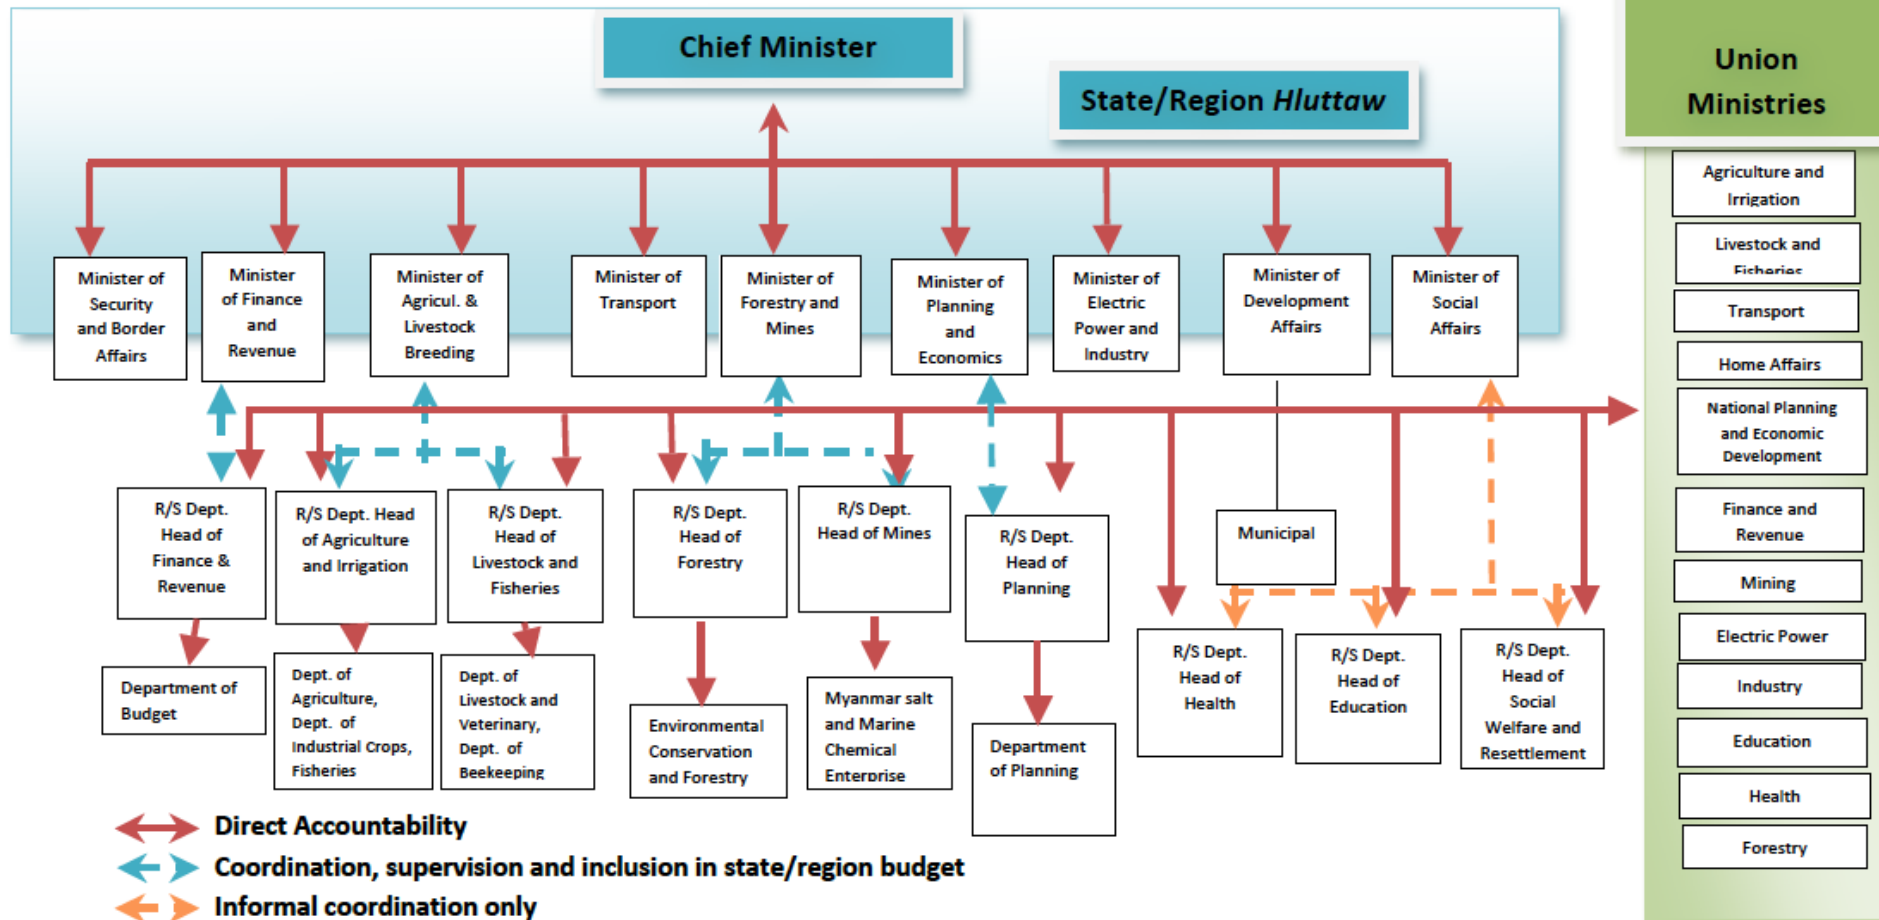 Chief Minister
State/Region Hluttaw
Union
Ministries
Minister of
Security
and Border
Affairs
Minister
of Finance
and
Revenue
Minister of
Agricul. &
Livestock
Breeding
Minister of
Transport
Minister of
Forestry and
Mines
Minister of
Planning
and
Economics
Minister of
Electric
Power and
Industry
Minister of
Development
Affairs
Minister of
Social
Affairs
R/S Dept.
Head of
Finance &
Revenue
R/S Dept. Head
of Agriculture
and Irrigation
R/S Dept.
Head of
Livestock and
Fisheries
R/S Dept.
Head of
Forestry
R/S Dept.
Head of Mines
R/S Dept.
Head of
Planning
Municipal
R/S Dept.
Head of
Health
R/S Dept.
Head of
Education
R/S Dept.
Head of
Social
Welfare and
Resettlement
Department of
Budget
Dept. of
Agriculture,
Dept. of
Industrial Crops,
Fisheries
Dept. of
Livestock and
Veterinary,
Dept. of
Beekeeping
Environmental
Conservation
and Forestry
Myanmar salt
and Marine
Chemical
Enterprise
Department
of Planning
Agriculture and
Irrigation
Livestock and
Fisheries
Transport
Home Affairs
National Planning
and Economic
Development
Finance and
Revenue
Mining
Electric Power
Industry
Education
Health
Forestry
Direct Accountability
Coordination, supervision and inclusion in state/region budget
Informal coordination only